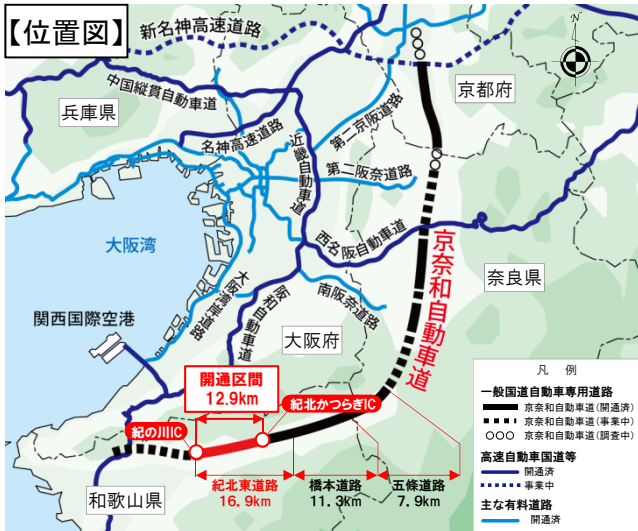 【位置図】
新名神高速道路
N
中国縦貫自動車道
兵庫県
京都府
名神高速道路
第二京阪道路
近畿自動車道
第二阪奈道路
大阪湾
西名阪自動車道
京奈和自動車道
奈良県
大阪湾岸道路
阪和自動車道
南阪奈道路
関西国際空港
大阪府
開通区間
12.9km
紀北かつらぎIC
紀の川IC
紀北東道路
16.9km
橋本道路
11.3km
五條道路
7.9km
和歌山県
凡 例
一般国道自動車専用道路
京奈和自動車道(開通済)
京奈和自動車道(事業中)
京奈和自動車道(調査中)
高速自動車国道等
開通済
事業中
主な有料道路
開通済